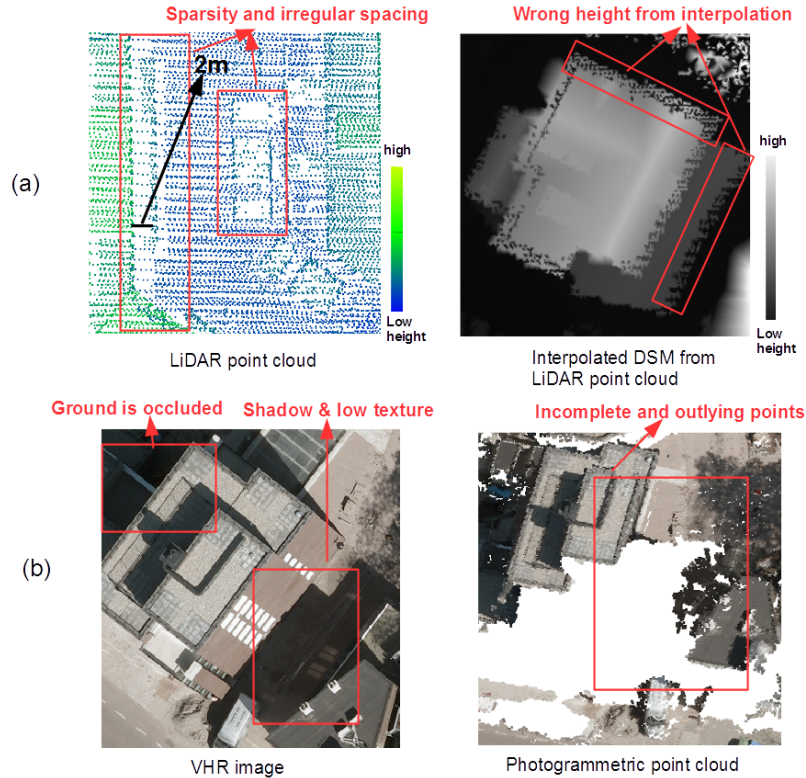 Sparsity and irregular spacing
Wrong height from interpolation
2m
high
high
(a)
Low
height
Low
height
LiDAR point cloud
Interpolated DSM from
LiDAR point cloud
Ground is occluded
Shadow & low texture
Incomplete and outlying points
(b)
VHR image
Photogrammetric point cloud